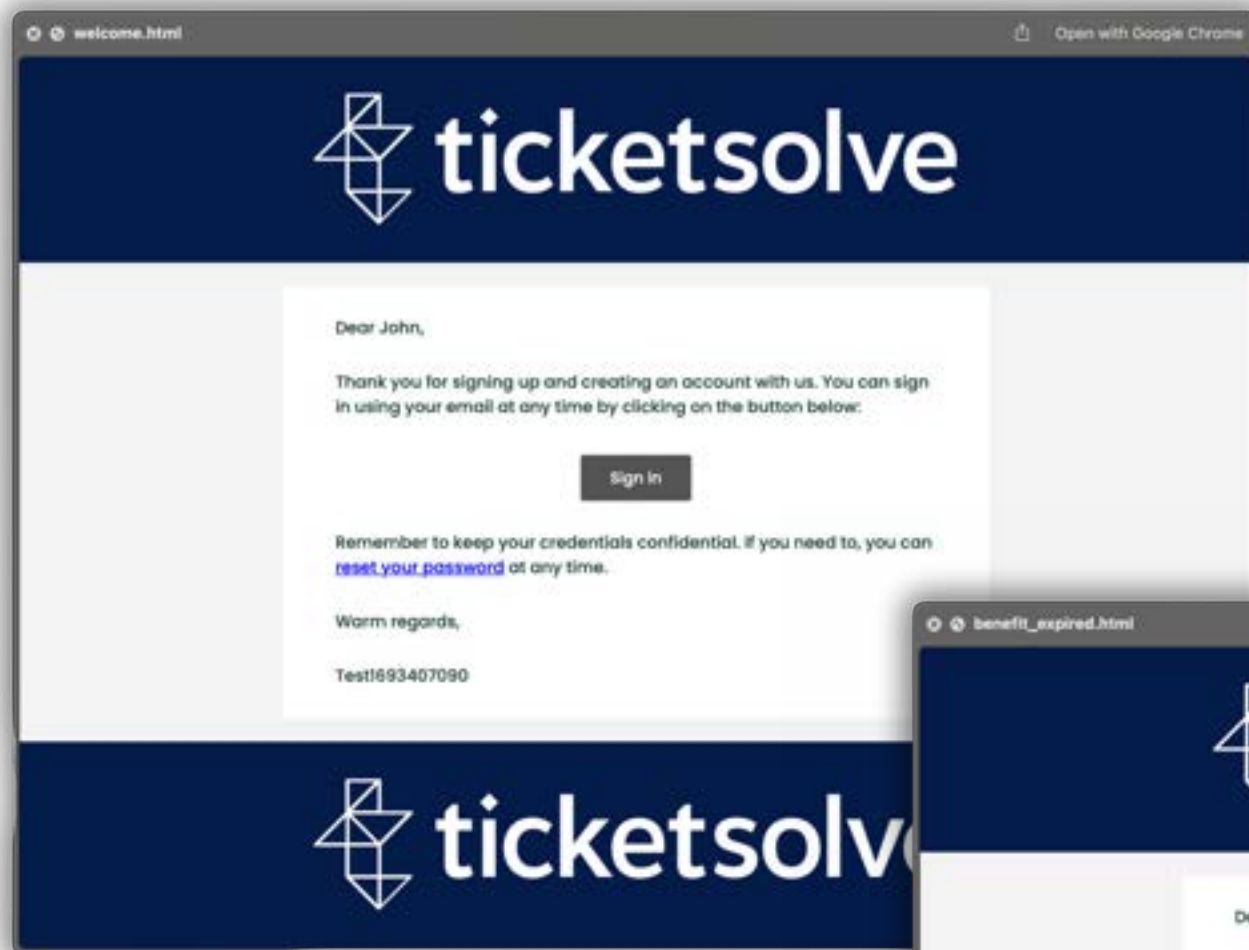 welcome.html
Open with Google Chrome
ticketsolve
Dear John,
Thank you for signing up and creating an account with us. You can sign
in using your email at any time by clicking on the button below:
Sign in
Remember to keep your credentials confidential. If you need to, you can
reset your password at any time.
Warm regards,
Test1693407090
ticketsolv
benefit_expired.html